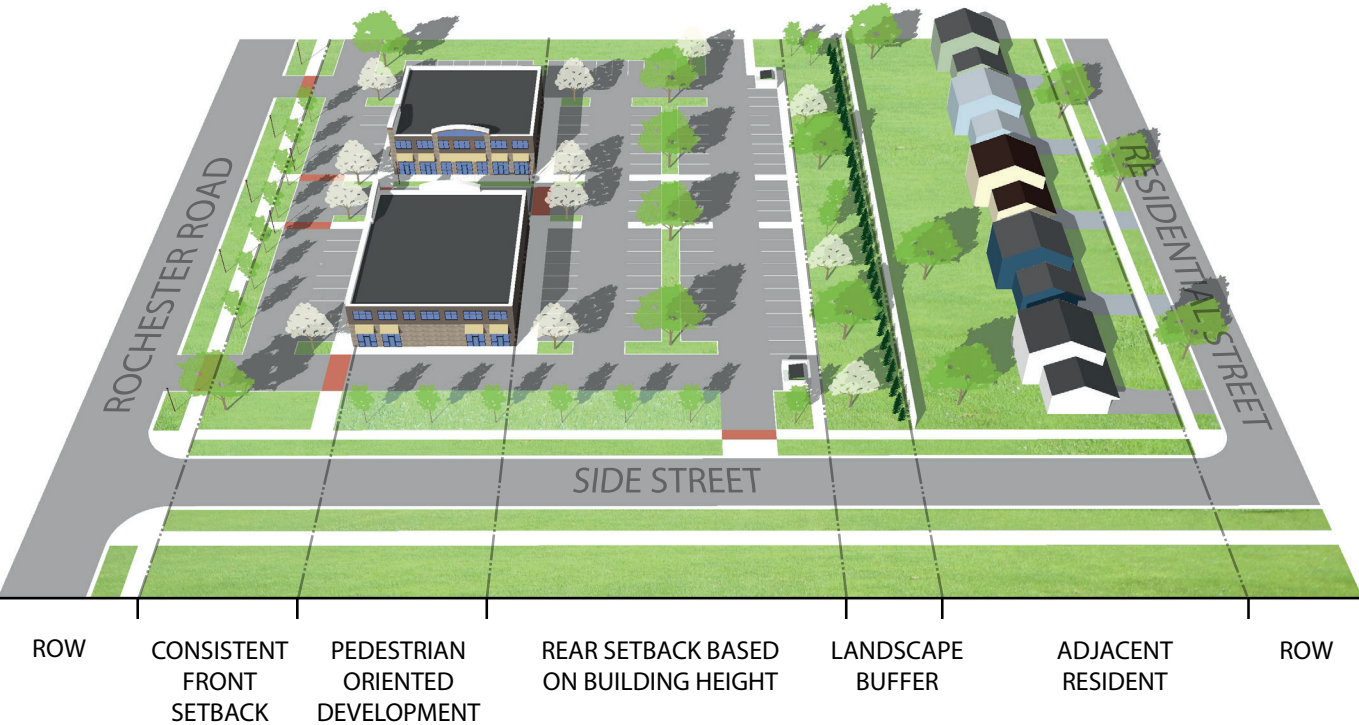 ROCHESTER ROAD
RESIDENTIAL STREET
SIDE STREET
ROW
CONSISTENT
FRONT
SETBACK
PEDESTRIAN
ORIENTED
DEVELOPMENT
REAR SETBACK BASED
ON BUILDING HEIGHT
LANDSCAPE
BUFFER
ADJACENT
RESIDENT
ROW